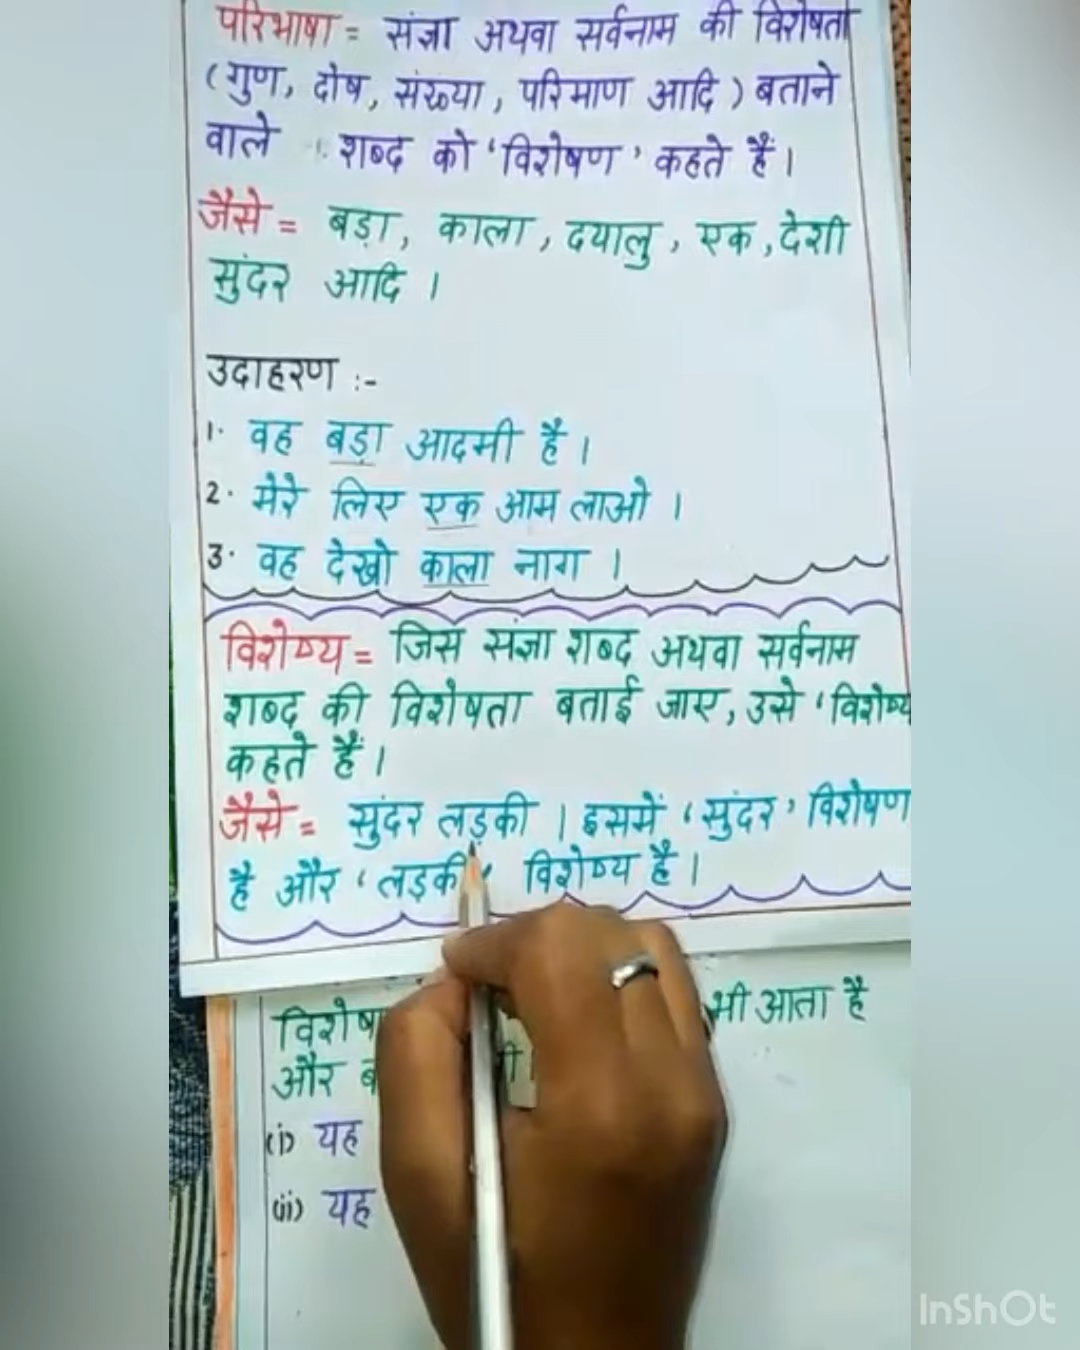 परिभाषा = संज्ञा अथवा सर्वनाम की विशेषता
(गुण, दोष, संख्या, परिमाण आदि) बताने
वाले शब्द को 'विशेषण' कहते हैं।
जैसे = बड़ा, काला, दयालु, एक, देशी
सुंदर आदि ।
उदाहरण :-
1. वह बड़ा आदमी है ।
2. मेरे लिए एक आम लाओ ।
3. वह देखो काला नाग ।
विशेष्य = जिस संज्ञा शब्द अथवा सर्वनाम
शब्द की विशेषता बताई जाए, उसे 'विशेष्य
कहते हैं ।
जैसे = सुंदर लड़की । इसमें 'सुंदर' विशेषण
है और 'लड़की' विशेष्य है ।
भी आता है
और
(i) यह
(ii) यह
InShOt